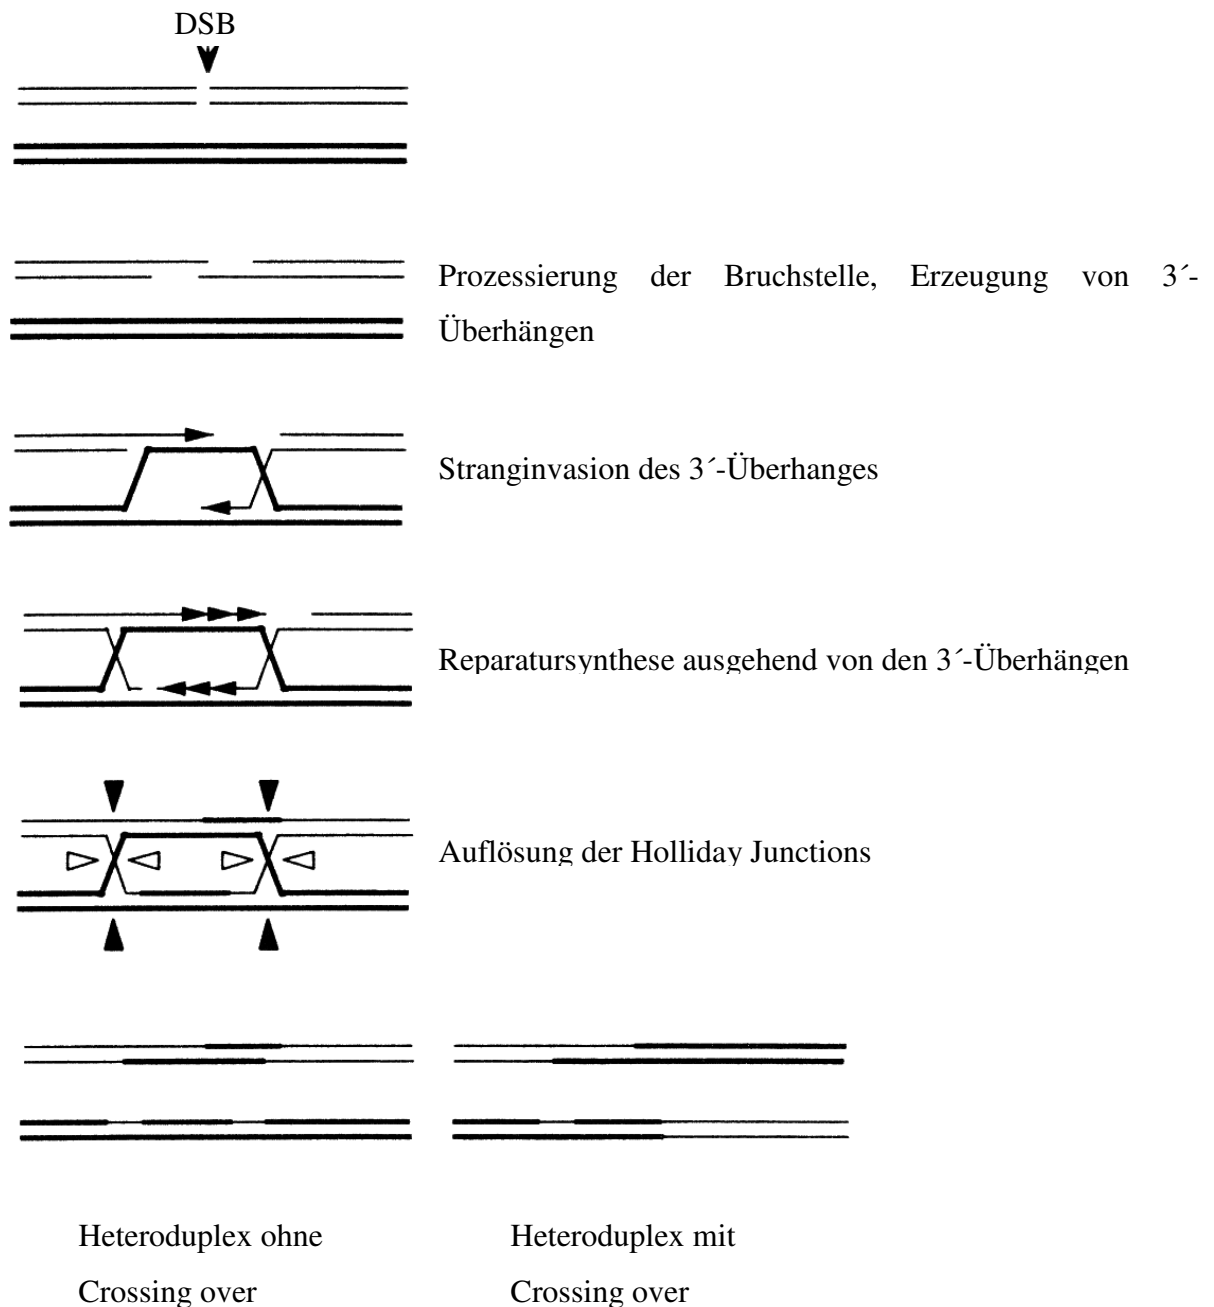 DSB
Prozessierung der Bruchstelle, Erzeugung von 3´-
Überhängen
Stranginvasion des 3´-Überhanges
Reparatursynthese ausgehend von den 3´-Überhängen
Auflösung der Holliday Junctions
Heteroduplex ohne
Crossing over
Heteroduplex mit
Crossing over